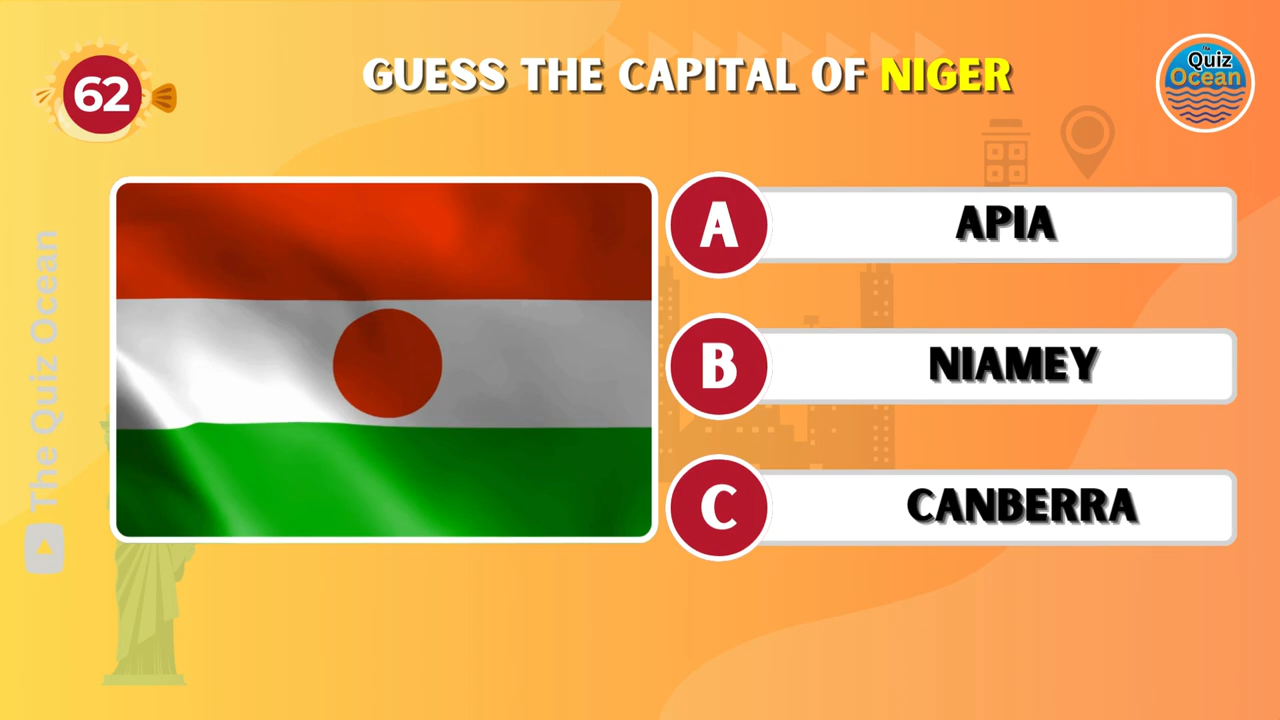 62
GUESS THE CAPITAL OF NIGER
The
Quiz
Ocean
A
APIA
B
NIAMEY
C
CANBERRA
The Quiz Ocean